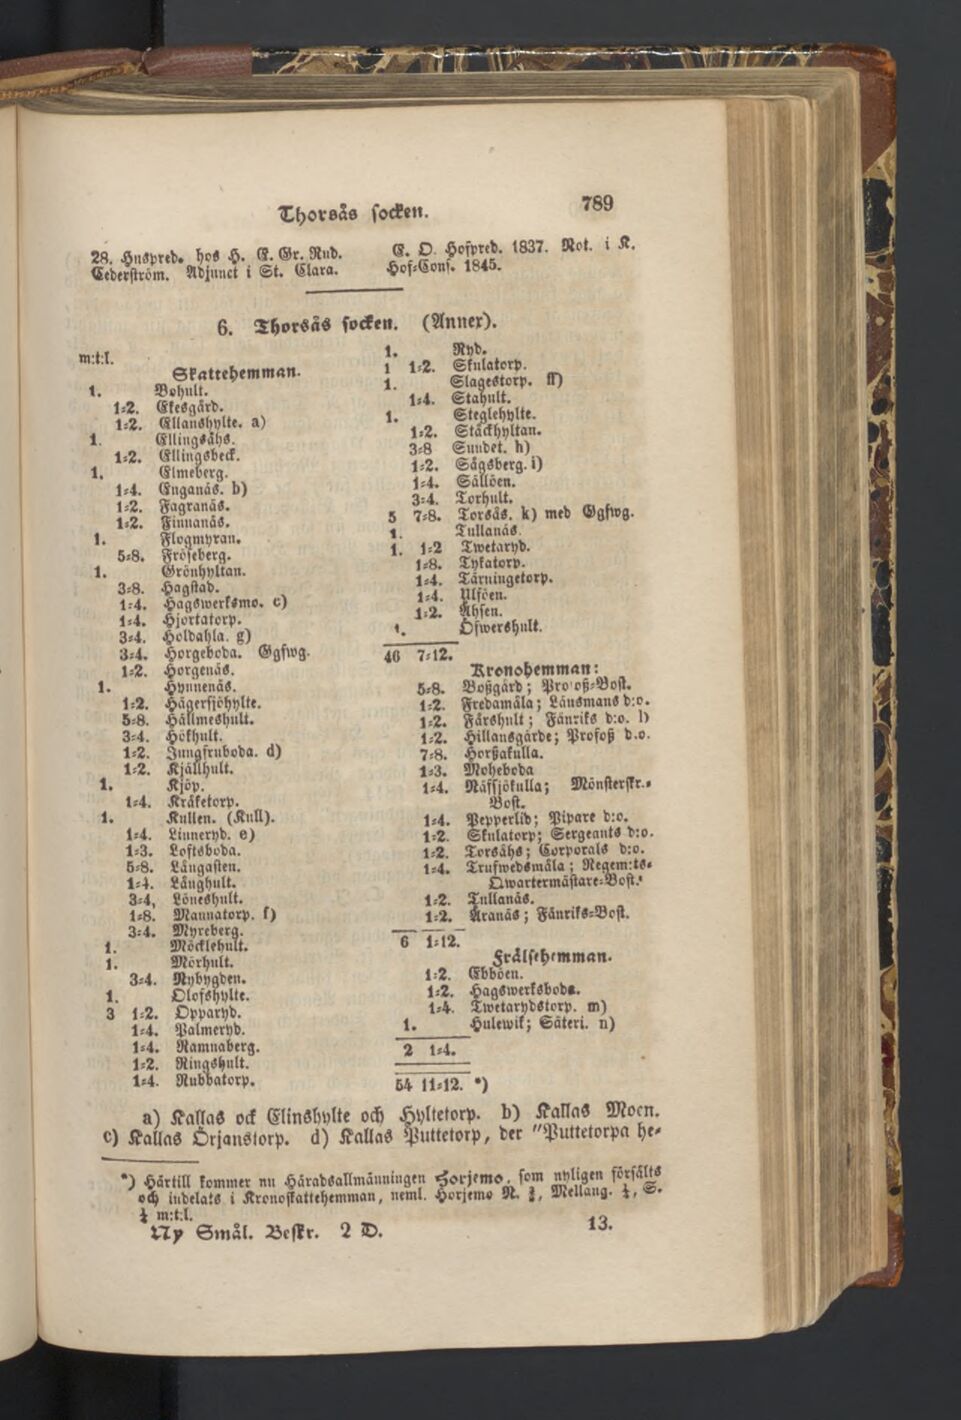 Thorsås socken. 789
28. Huspred. hos H. E. Gr. Rud.
Cederström. Adjunct i St. Clara.
E. O. Hofpred. 1837. Not. i K.
Hof-Cons. 1845.
6. Thorsås socken. (Annex).
m:t:l.
Skattehemman.
1. Bohult.
1-2. Ekesgård.
1-2. Ellanshylte. a)
1. Ellingsåhs.
1-2. Ellingsbeck.
1. Elmeberg.
1-4. Enganäs. b)
1-2. Fagranäs.
1-2. Finnanäs.
1. Flogmyran.
5-8. Fröseberg.
1. Grönhyltan.
3-8. Hagstad.
1-4. Hagswerksmo. c)
1-4. Hjortatorp.
3-4. Holdahla. g)
3-4. Horgeboda. Ggfwg.
1-2. Horgenäs.
1. Hynnenäs.
1-2. Hägersjöhylte.
5-8. Hällmeshult.
3-4. Hökhult.
1-2. Jungfruboda. d)
1-2. Kjällhult.
1. Kjöp.
1-4. Kråketorp.
1. Kullen. (Kull).
1-4. Linneryd. e)
1-3. Loftsboda.
5-8. Långasten.
1-4. Långhult.
3-4, Löneshult.
1-8. Mannatorp. f)
3-4. Myreberg.
1. Möcklehult.
1. Mörhult.
3-4. Nybygden.
1. Olofshylte.
3 1-2. Opparyd.
1-4. Palmeryd.
1-4. Ramnaberg.
1-2. Ringshult.
1-4. Rubbatorp.
1. Ryd.
1 1-2. Skulatorp.
1. Slagestorp. ff)
1-4. Stahult.
1. Steglehylte.
1-2. Stäckhyltan.
3-8 Sundet. h)
1-2. Sågsberg. i)
1-4. Sällöen.
3-4. Torhult.
5 7-8. Torsås. k) med Ggfwg.
1. Tullanäs.
1. 1-2 Twetaryd.
1-8. Tykatorp.
1-4. Tärningetorp.
1-4. Ulföen.
1-2. Åhsen.
1. Öfwershult.
46 7-12.
Kronohemman:
5-8. Boßgård; Profoß-Bost.
1-2. Fredamåla; Länsmans d:o.
1-2. Färshult; Fänriks d:o. l)
1-2. Hillansgärde; Profoß d.o.
7-8. Horßakulla.
1-3. Moheboda
1-4. Näfsjökulla; Mönsterskr.-
Bost.
1-4. Pepperlid; Pipare d:o.
1-2. Skulatorp; Sergeants d:o.
1-2. Torsåhs; Corporals d:o.
1-4. Trufwedsmåla; Regem:ts-
Qwartermästare-Bost.
1-2. Tullanäs.
1-2. Äranäs; Fänriks-Bost.
6 1-12.
Frälsehemman.
1-2. Ebböen.
1-2. Hagswerksboda.
1-4. Twetarydstorp. m)
1. Hulewik; Säteri. n)
2 1-4.
54 11-12. *)
a) Kallas ock Elinshylte och Hyltetorp. b) Kallas Moen.
c) Kallas Örjanstorp. d) Kallas Puttetorp, der "Puttetorpa he-
*) Härtill kommer nu Häradsallmänningen Horjemo, som nyligen försålts
och indelats i Kronoskattehemman, neml. Horjemo N. Mellang. ¼, S.
¼ m:t:l.
Ny Smål. Beskr. 2 D. 13.